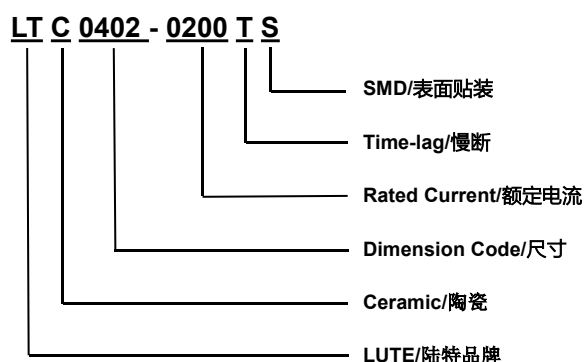 LT C 0402 - 0200 T S
SMD/表面贴装
Time-lag/慢断
Rated Current/额定电流
Dimension Code/尺寸
Ceramic/陶瓷
LUTE/陆特品牌